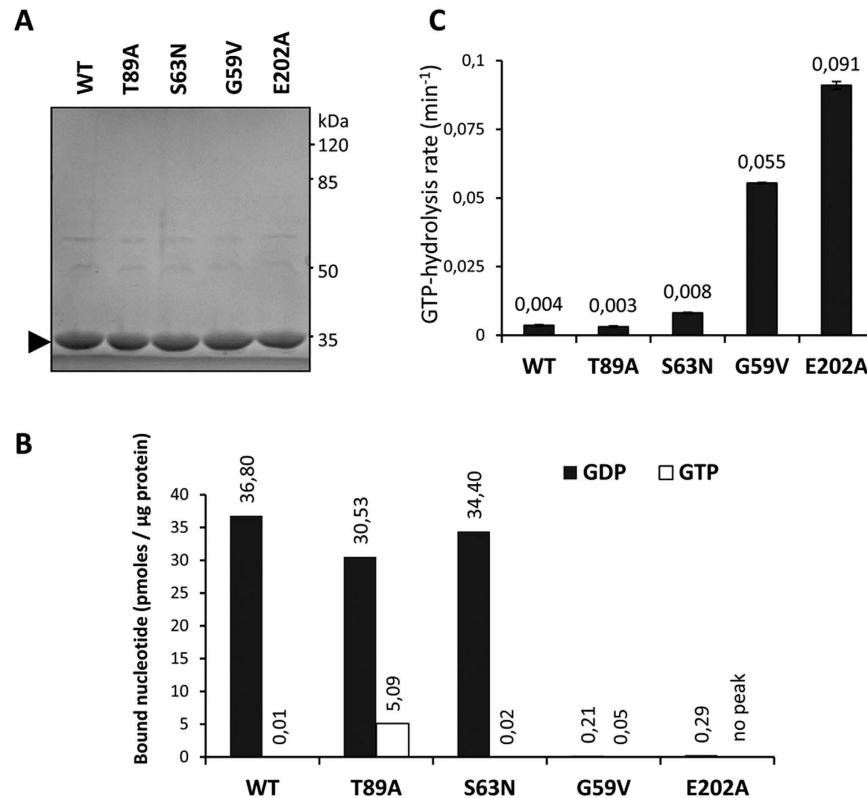 A
WT
T89A
S63N
G59V
E202A
kDa
120
85
50
35
C
GTP-hydrolysis rate (min-1)
0,1
0,075
0,05
0,025
0
0,004
0,003
0,008
0,055
0,091
WT
T89A
S63N
G59V
E202A
B
Bound nucleotide (pmoles / µg protein)
GDP
GTP
40
35
30
25
20
15
10
5
0
36,80
0,01
30,53
5,09
34,40
0,02
0,21
0,05
0,29
no peak
WT
T89A
S63N
G59V
E202A